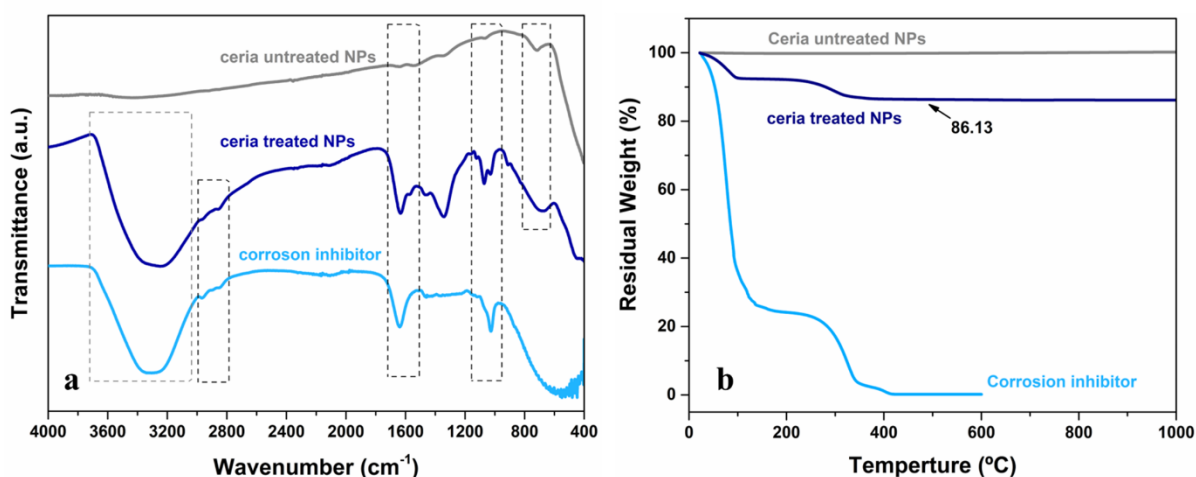 ceria untreated NPs
ceria treated NPs
corroson inhibitor
a
Transmittance (a.u.)
4000 3600 3200 2800 2400 2000 1600 1200 800 400
Wavenumber (cm-1)
Ceria untreated NPs
ceria treated NPs
86.13
Corrosion inhibitor
b
Residual Weight (%)
100
80
60
40
20
0
0 200 400 600 800 1000
Temperture (ºC)